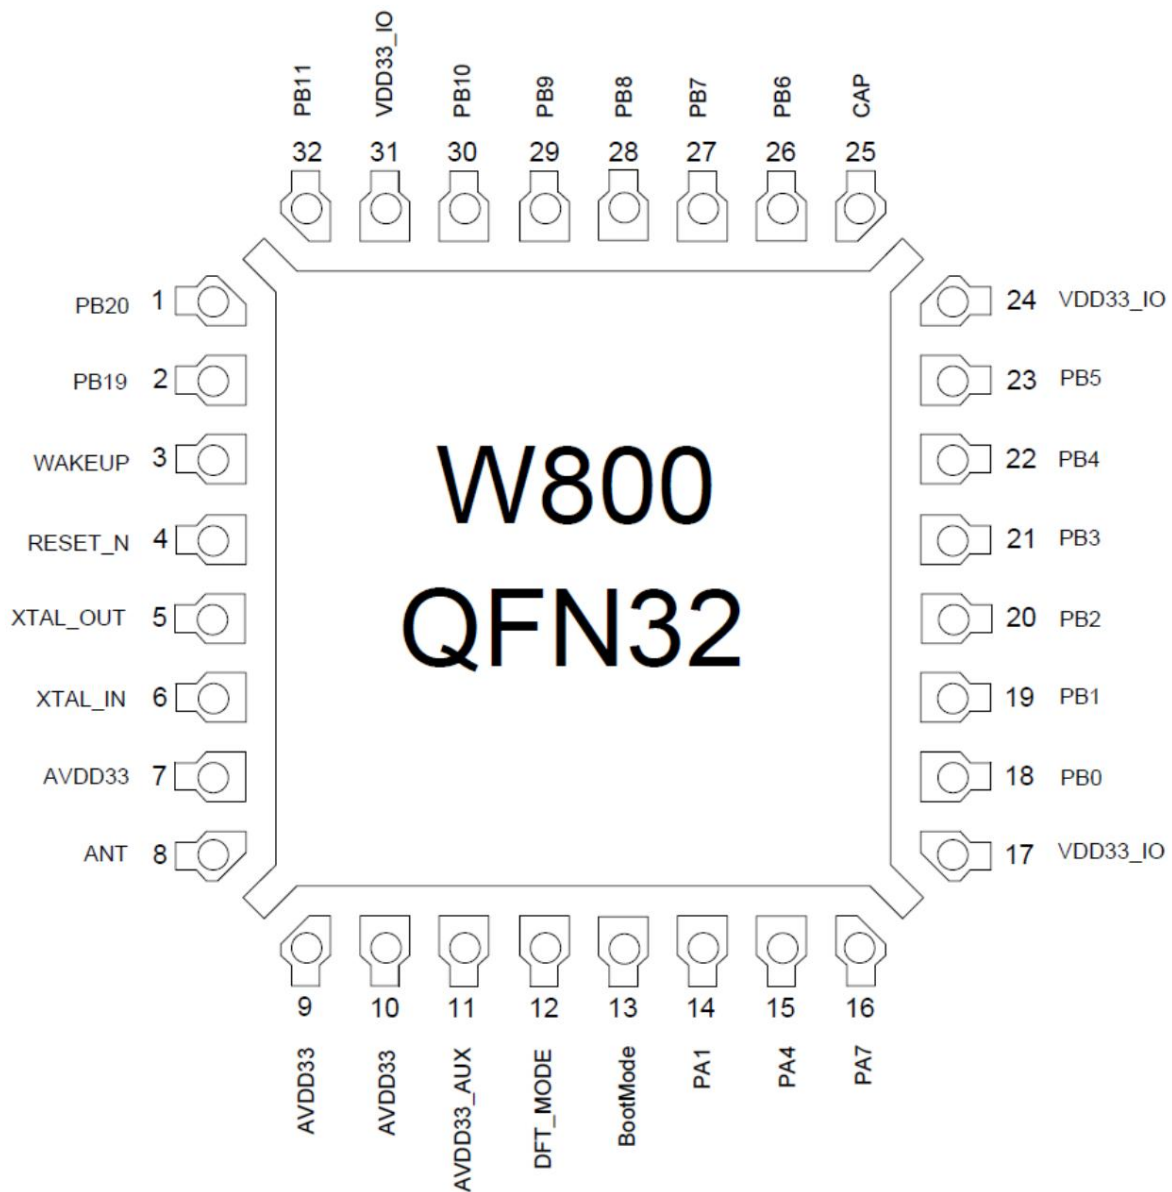 PB11 VDD33_IO PB10 PB9 PB8 PB7 PB6 CAP
32 31 30 29 28 27 26 25
PB20 1
PB19 2
WAKEUP 3
RESET_N 4
XTAL_OUT 5
XTAL_IN 6
AVDD33 7
ANT 8
W800
QFN32
24 VDD33_IO
23 PB5
22 PB4
21 PB3
20 PB2
19 PB1
18 PB0
17 VDD33_IO
9 10 11 12 13 14 15 16
AVDD33 AVDD33 AVDD33_AUX DFT_MODE BootMode PA1 PA4 PA7